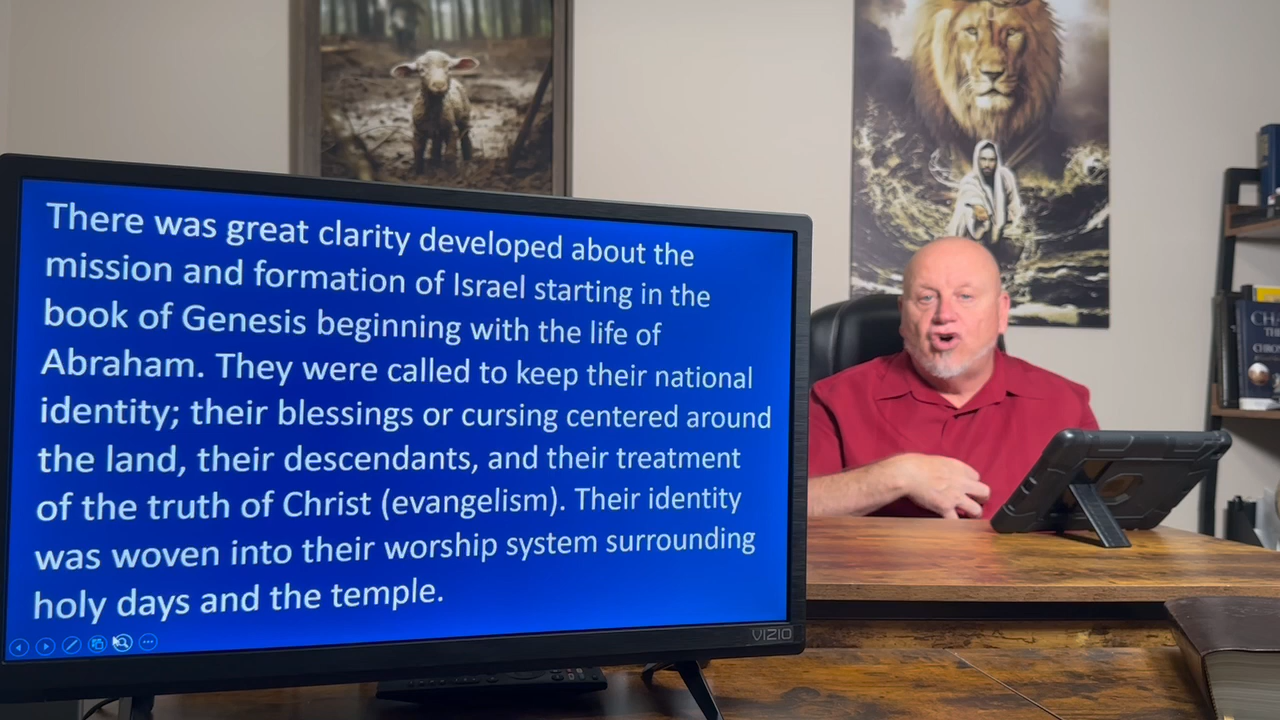 There was great clarity developed about the
mission and formation of Israel starting in the
book of Genesis beginning with the life of
Abraham. They were called to keep their national
identity; their blessings or cursing centered around
the land, their descendants, and their treatment
of the truth of Christ (evangelism). Their identity
was woven into their worship system surrounding
holy days and the temple.
VIZIO